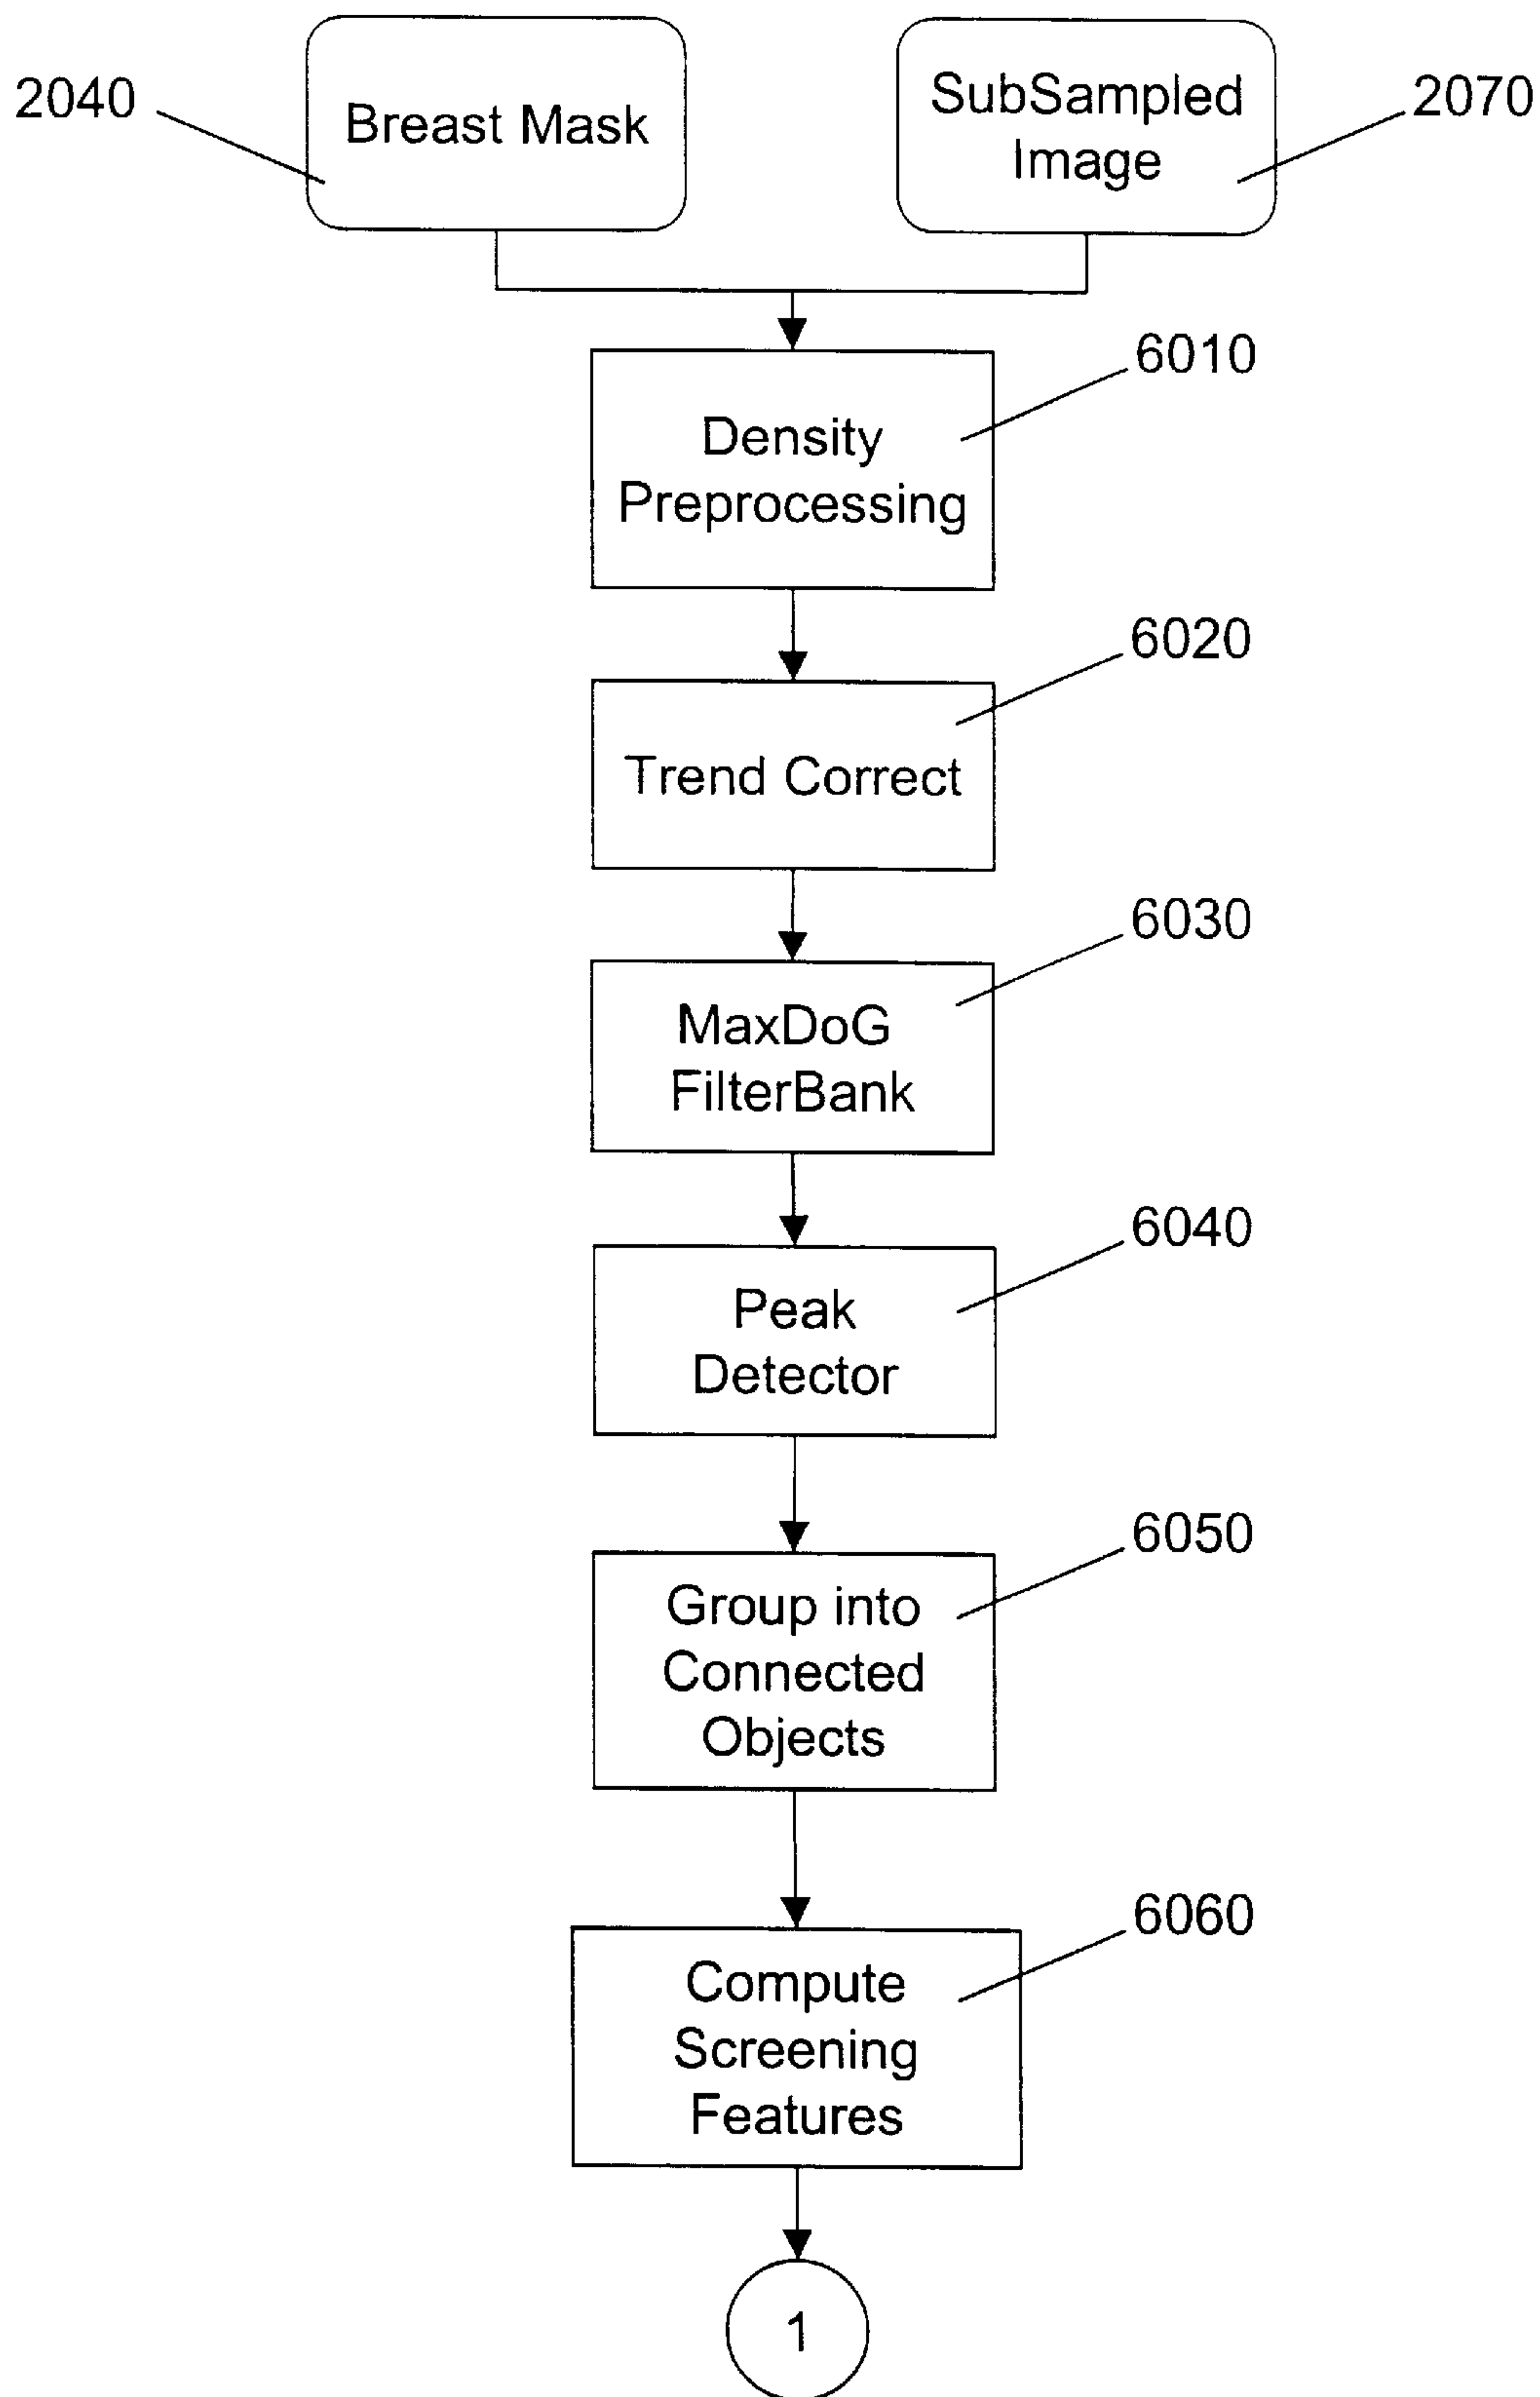 2040
Breast Mask
SubSampled
Image
2070
6010
Density
Preprocessing
6020
Trend Correct
6030
MaxDoG
FilterBank
6040
Peak
Detector
6050
Group into
Connected
Objects
6060
Compute
Screening
Features
1